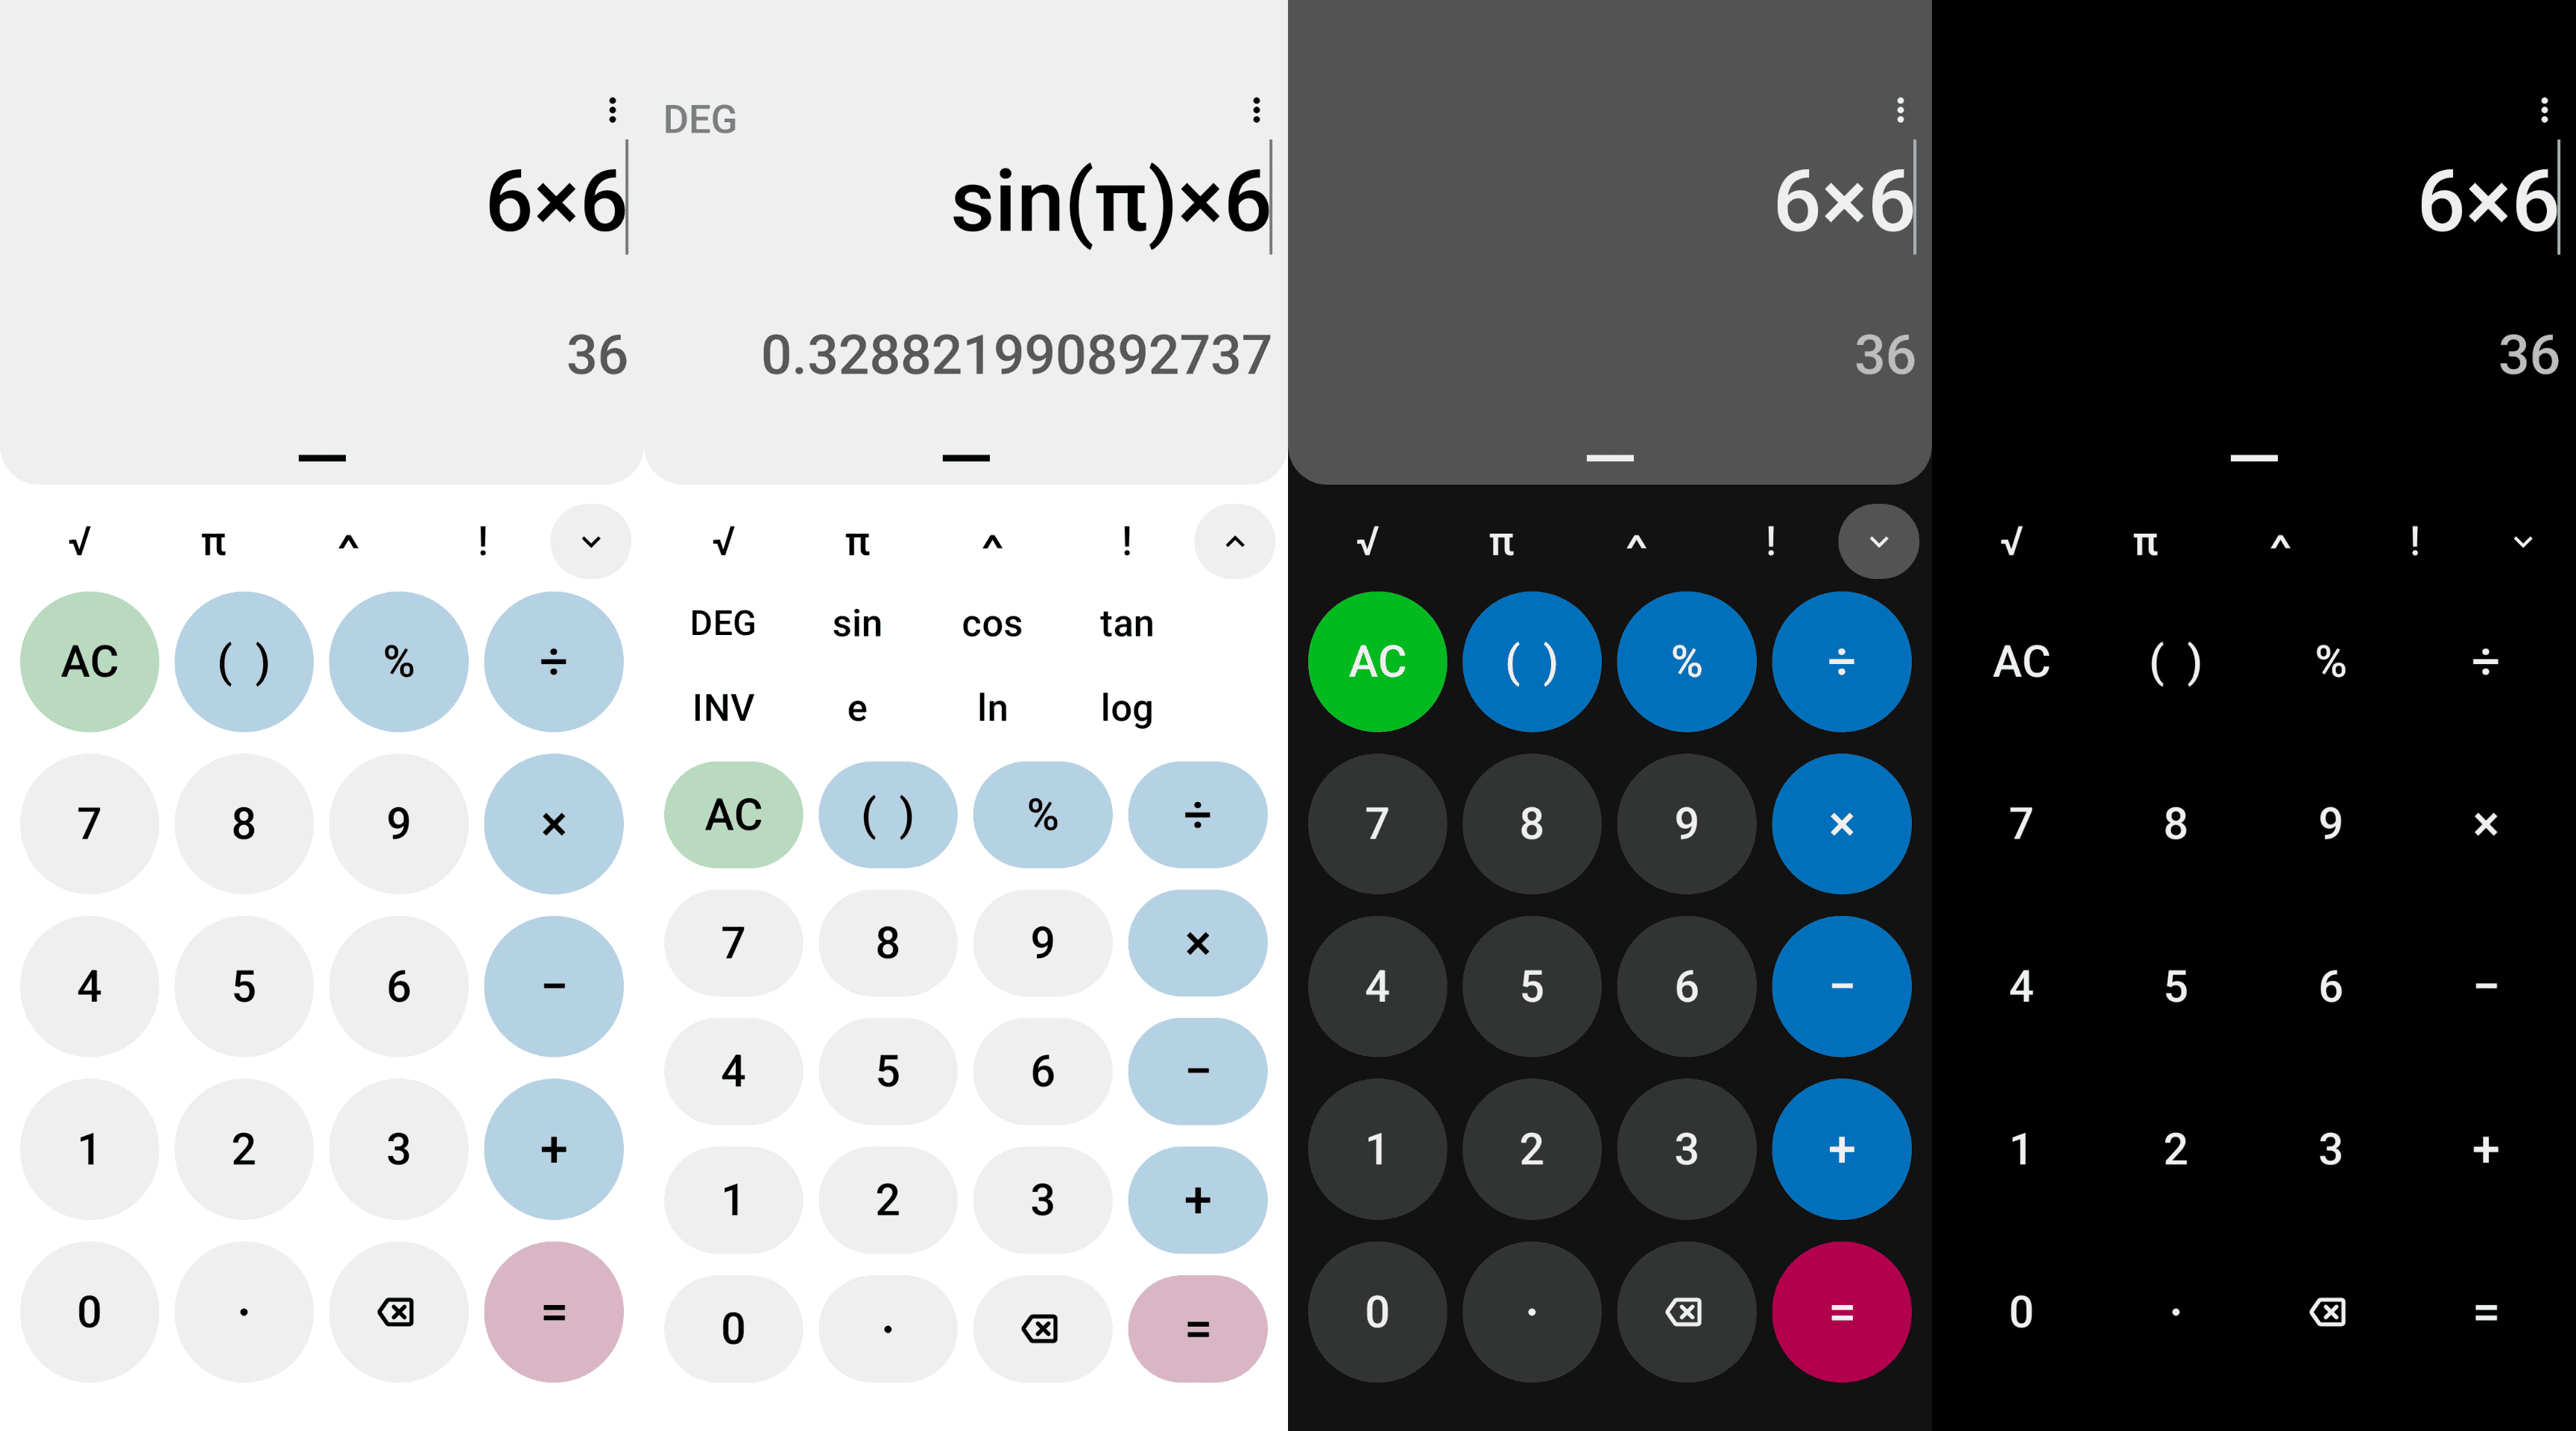 6×6
36
√ π ^ ! 
AC ( ) % ÷
7 8 9 ×
4 5 6 −
1 2 3 +
0 . =
DEG
sin(π)×6
0.328821990892737
√ π ^ !
DEG sin cos tan
INV e ln log
AC ( ) % ÷
7 8 9 ×
4 5 6 −
1 2 3 +
0 . =
6×6
36
√ π ^ !
AC ( ) % ÷
7 8 9 ×
4 5 6 −
1 2 3 +
0 . =
6×6
36
√ π ^ !
AC ( ) % ÷
7 8 9 ×
4 5 6 −
1 2 3 +
0 . =